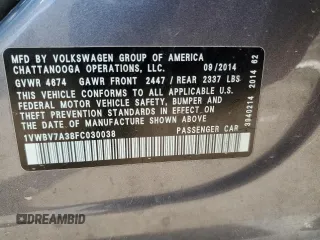 MFD BY VOLKSWAGEN GROUP OF AMERICA
CHATTANOOGA OPERATIONS, LLC. 09/2014
GVWR 4674 GAWR FRONT 2447/REAR 2337 LBS
THIS VEHICLE CONFORMS TO ALL APPLICABLE
FEDERAL MOTOR VEHICLE SAFETY, BUMPER AND
THEFT PREVENTION STANDARDS IN EFFECT ON
THE DATE OF MANUFACTURE SHOWN ABOVE.
1VWBV7A38FC030038 PASSENGER CAR
3940214 2014 62
DREAMBID